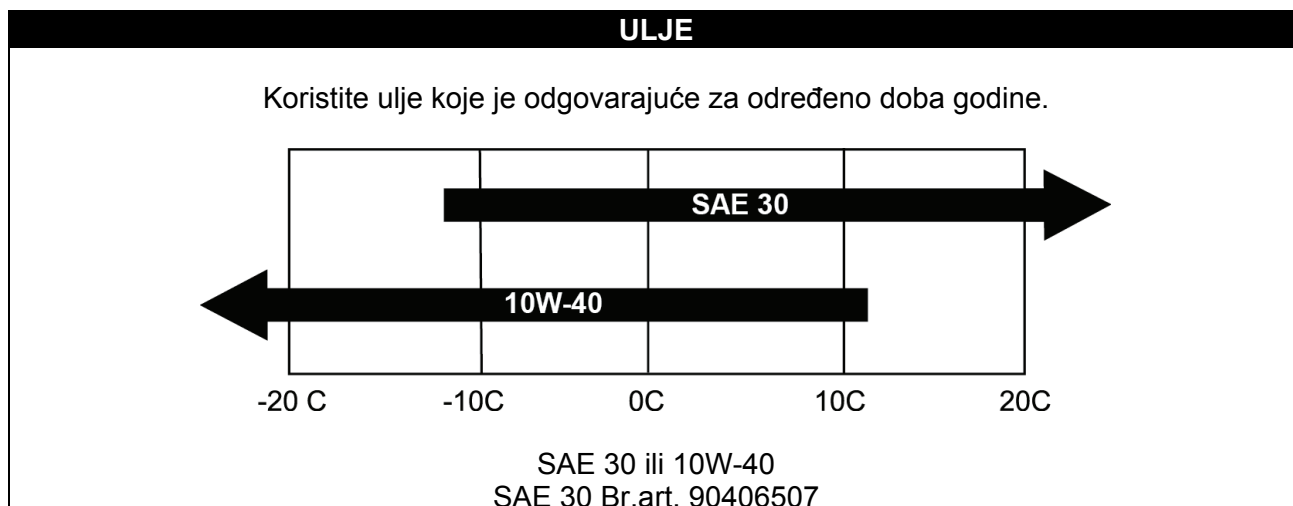 ULJE
Koristite ulje koje je odgovarajuće za određeno doba godine.
SAE 30
10W-40
-20 C -10C 0C 10C 20C
SAE 30 ili 10W-40
SAE 30 Br.art. 90406507